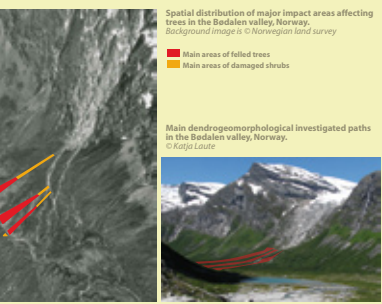 Spatial distribution of major impact areas affecting
trees in the Bødalen valley, Norway.
Background image is © Norwegian land survey
Main areas of felled trees
Main areas of damaged shrubs
Main dendrogeomorphological investigated paths
in the Bødalen valley, Norway.
© Katja Laute